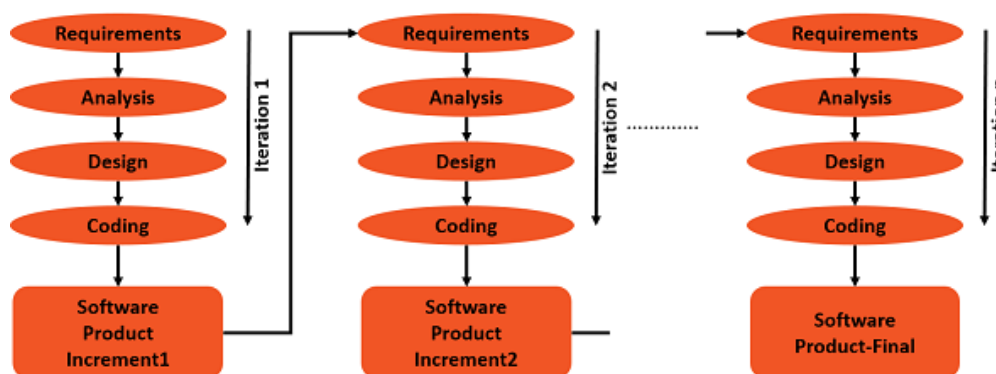 Requirements
Analysis
Design
Coding
Iteration 1
Software
Product
Increment1
Requirements
Analysis
Design
Coding
Iteration 2
Software
Product
Increment2
Requirements
Analysis
Design
Coding
Software
Product-Final